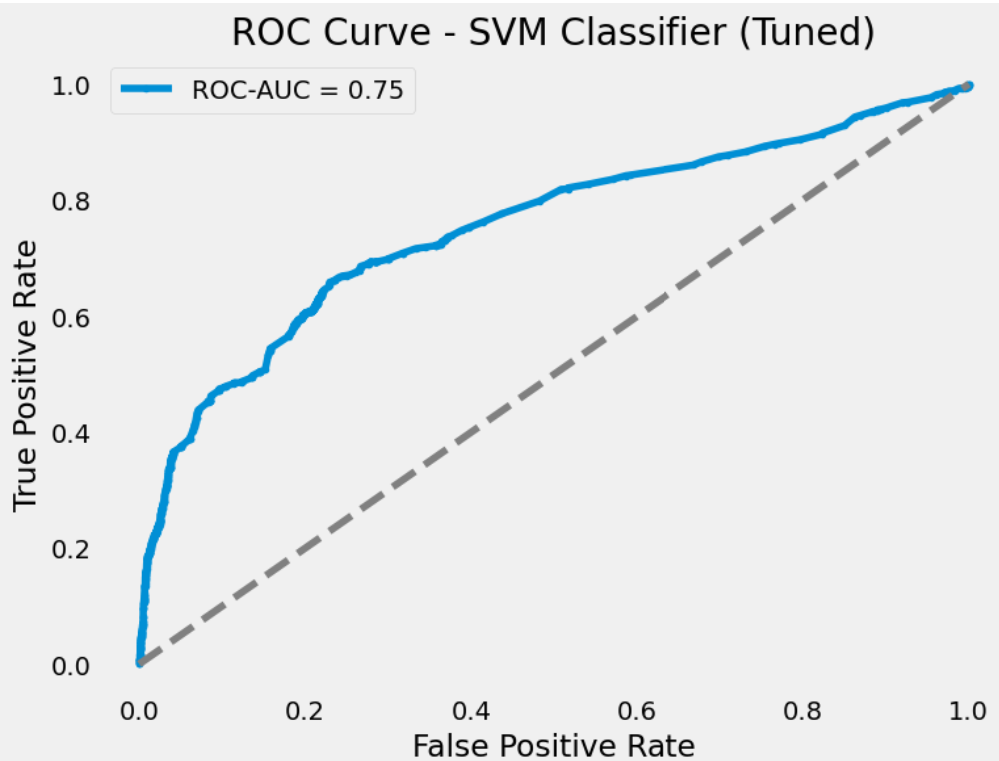 ROC Curve - SVM Classifier (Tuned)
ROC-AUC = 0.75
True Positive Rate
1.0
0.8
0.6
0.4
0.2
0.0
0.0 0.2 0.4 0.6 0.8 1.0
False Positive Rate